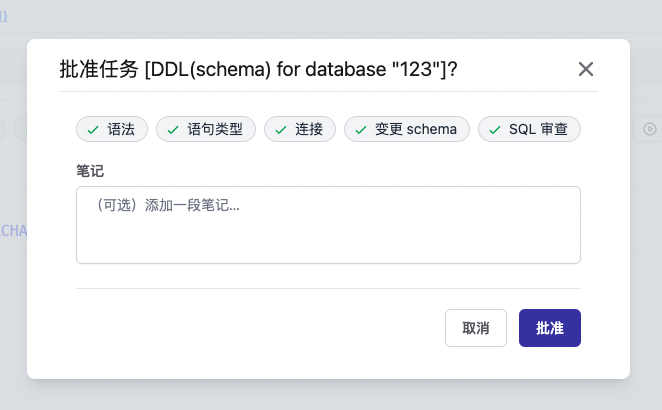 批准任务 [DDL(schema) for database "123"]?
语法 语句类型 连接 变更 schema SQL 审查
笔记
（可选）添加一段笔记...
CHA
取消 批准